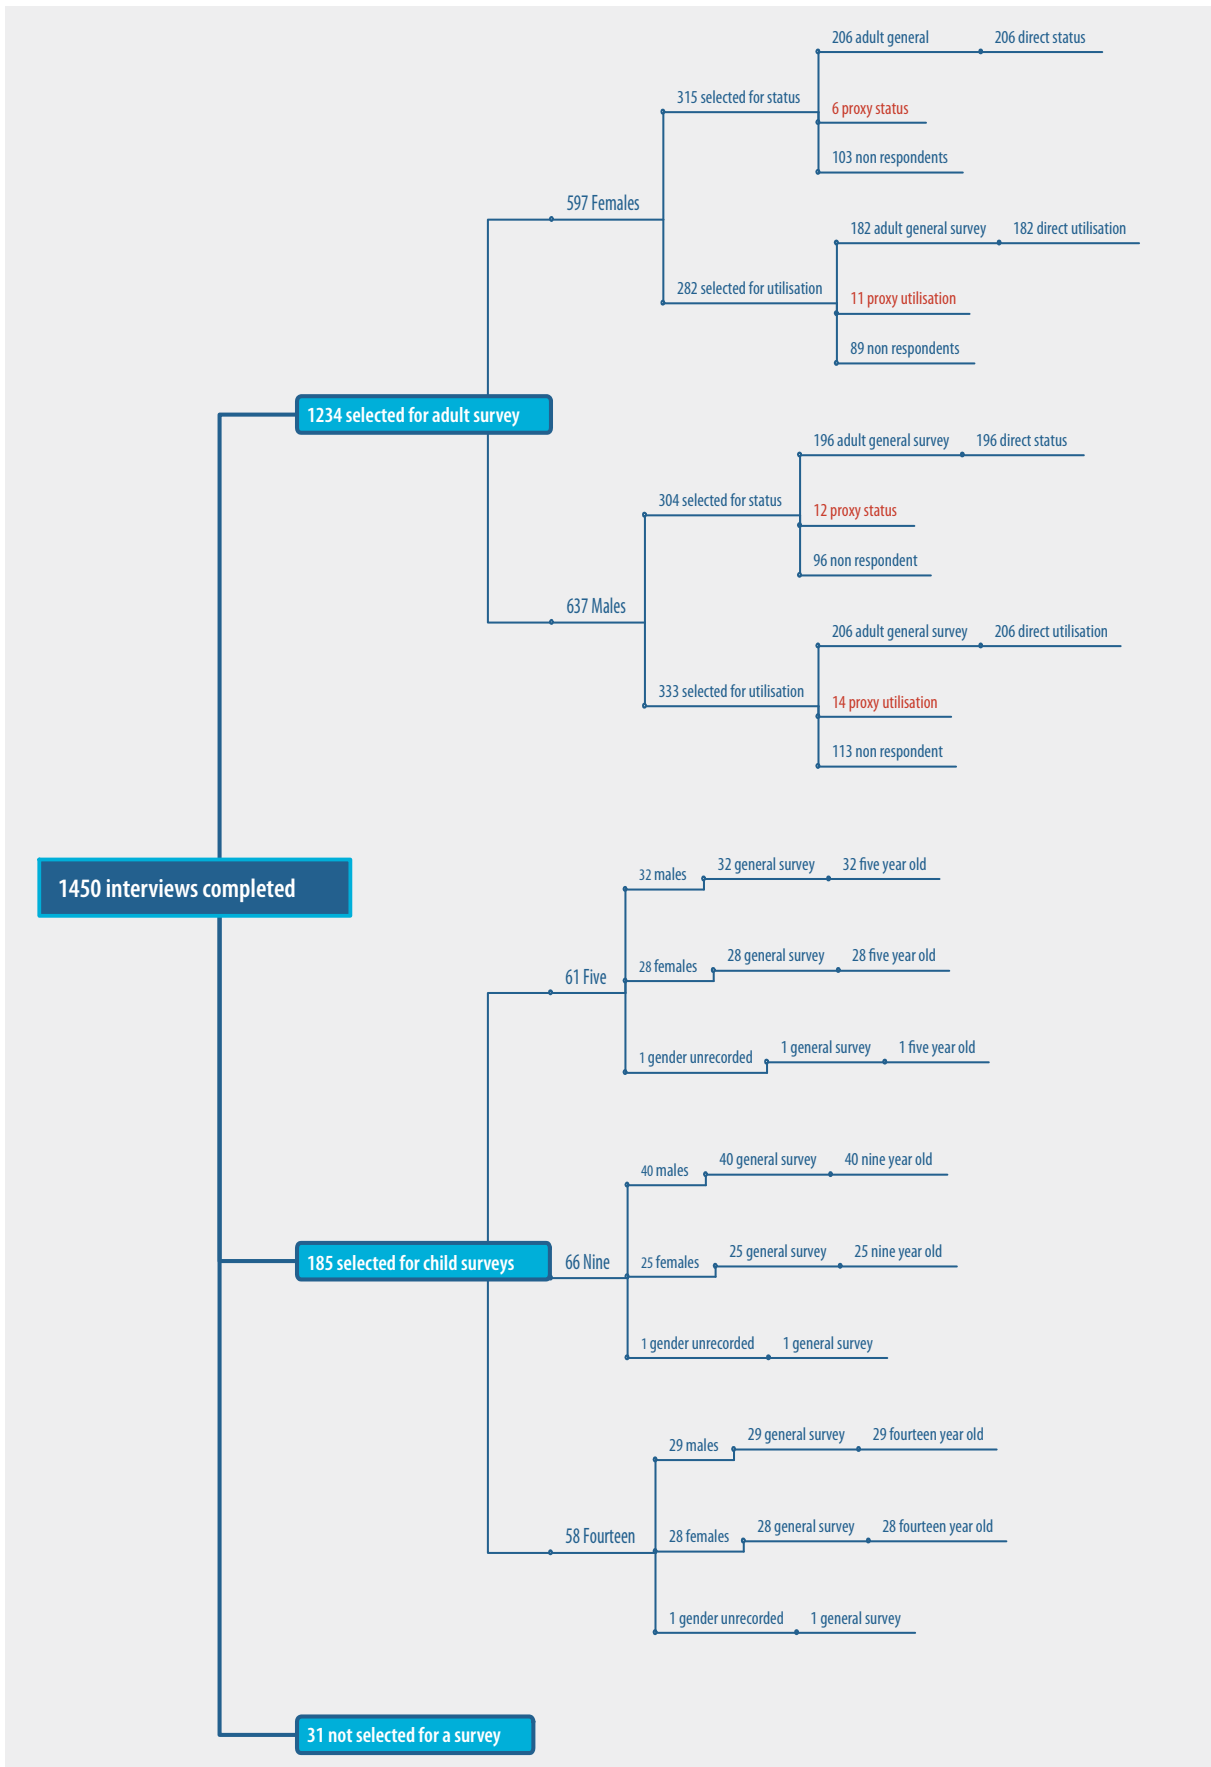 206 adult general
206 direct status
315 selected for status
6 proxy status
103 non respondents
597 Females
182 adult general survey
182 direct utilisation
282 selected for utilisation
11 proxy utilisation
89 non respondents
1234 selected for adult survey
196 adult general survey
196 direct status
304 selected for status
12 proxy status
96 non respondent
637 Males
206 adult general survey
206 direct utilisation
333 selected for utilisation
14 proxy utilisation
113 non respondent
1450 interviews completed
32 males
32 general survey
32 five year old
61 Five
28 females
28 general survey
28 five year old
1 gender unrecorded
1 general survey
1 five year old
185 selected for child surveys
40 males
40 general survey
40 nine year old
66 Nine
25 females
25 general survey
25 nine year old
1 gender unrecorded
1 general survey
29 males
29 general survey
29 fourteen year old
58 Fourteen
28 females
28 general survey
28 fourteen year old
1 gender unrecorded
1 general survey
31 not selected for a survey